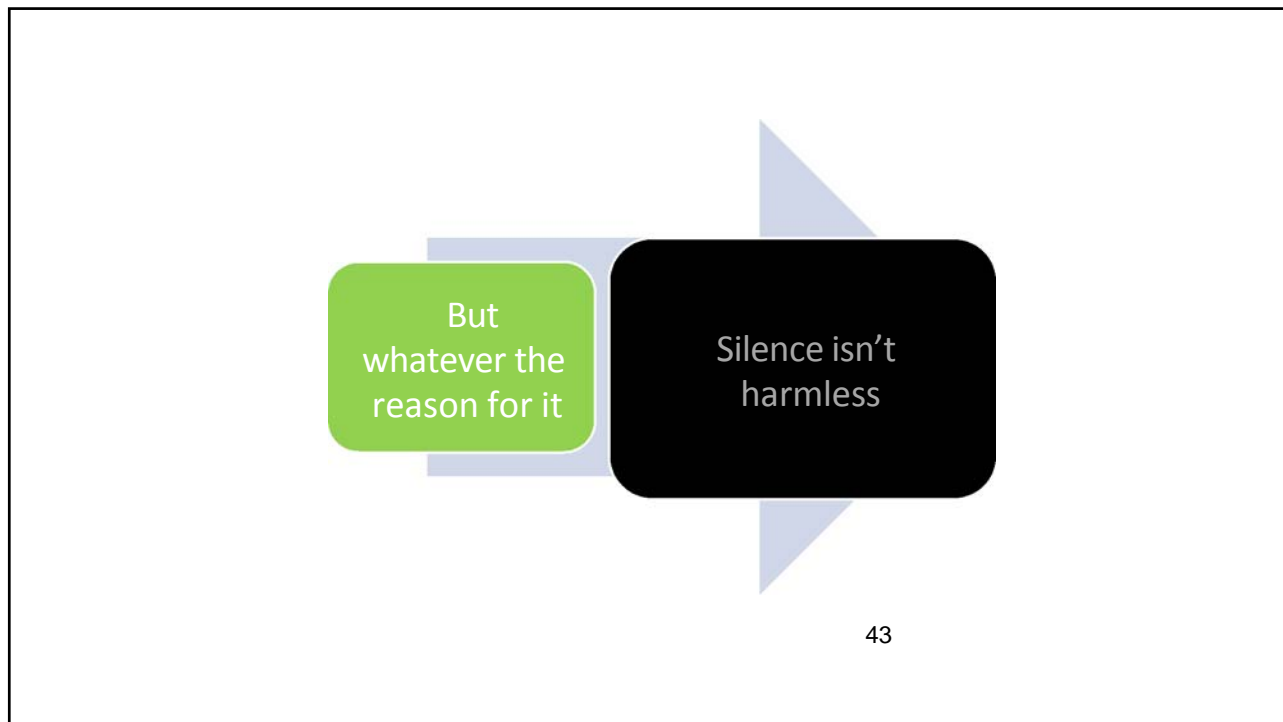 But
whatever the
reason for it
Silence isn’t
harmless
43